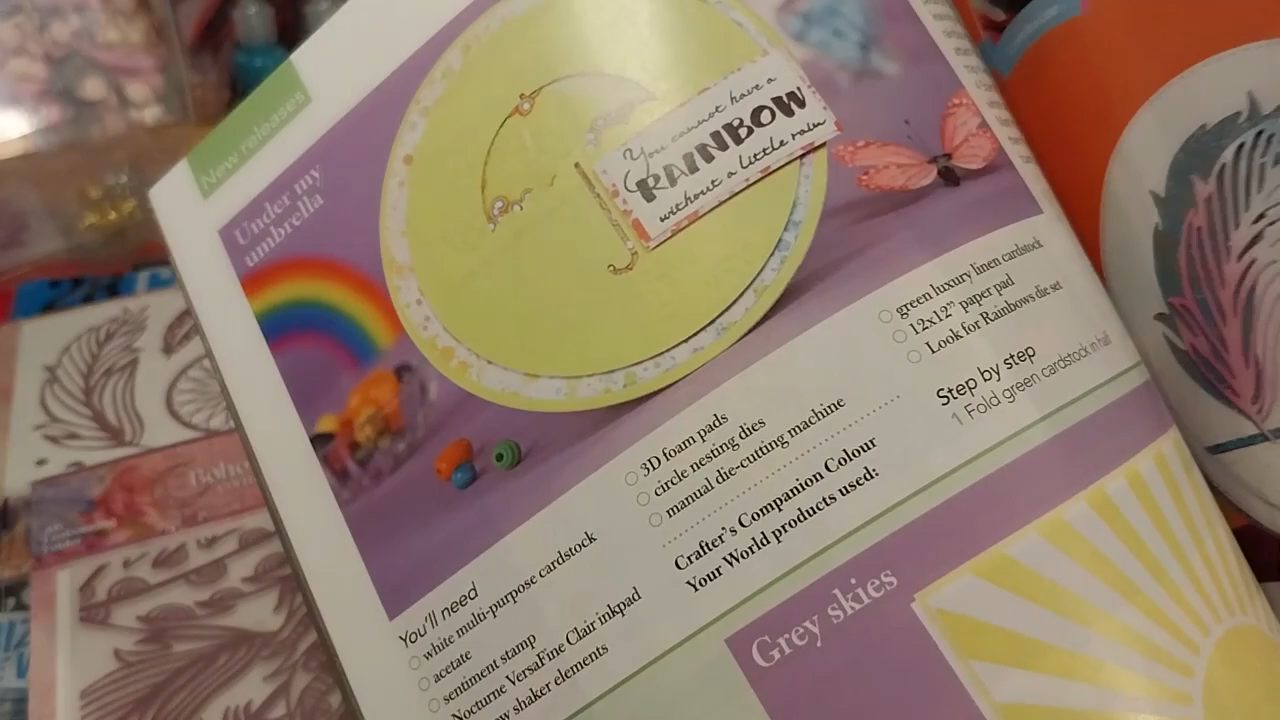 New releases
Under my
umbrella
You cannot have a
RAINBOW
without a little rain
You'll need
white multi-purpose cardstock
acetate
sentiment stamp
Nocturne VersaFine Clair inkpad
shaker elements
3D foam pads
circle nesting dies
manual die-cutting machine
Crafter's Companion Colour
Your World products used:
green luxury linen cardstock
12x12" paper pad
Look for Rainbows die set
Step by step
1 Fold green cardstock in half
Grey skies
Boho